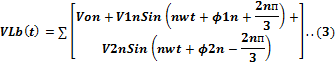 VLb(t) = ∑ [Von + V1nSin (nwt + ϕ1n + 2nπ/3) +
V2nSin (nwt + ϕ2n − 2nπ/3)] .. (3)